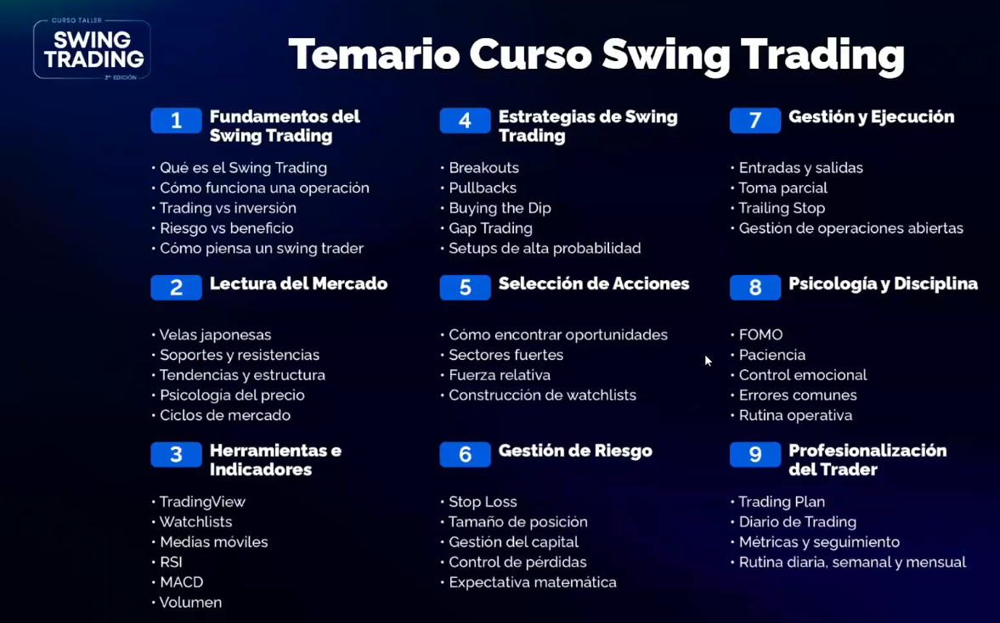 CURSO TALLER
SWING
TRADING
2ᵈᵃ EDICIÓN
Temario Curso Swing Trading
1
Fundamentos del
Swing Trading
• Qué es el Swing Trading
• Cómo funciona una operación
• Trading vs inversión
• Riesgo vs beneficio
• Cómo piensa un swing trader
2
Lectura del Mercado
• Velas japonesas
• Soportes y resistencias
• Tendencias y estructura
• Psicología del precio
• Ciclos de mercado
3
Herramientas e
Indicadores
• TradingView
• Watchlists
• Medias móviles
• RSI
• MACD
• Volumen
4
Estrategias de Swing
Trading
• Breakouts
• Pullbacks
• Buying the Dip
• Gap Trading
• Setups de alta probabilidad
5
Selección de Acciones
• Cómo encontrar oportunidades
• Sectores fuertes
• Fuerza relativa
• Construcción de watchlists
6
Gestión de Riesgo
• Stop Loss
• Tamaño de posición
• Gestión del capital
• Control de pérdidas
• Expectativa matemática
7
Gestión y Ejecución
• Entradas y salidas
• Toma parcial
• Trailing Stop
• Gestión de operaciones abiertas
8
Psicología y Disciplina
• FOMO
• Paciencia
• Control emocional
• Errores comunes
• Rutina operativa
9
Profesionalización
del Trader
• Trading Plan
• Diario de Trading
• Métricas y seguimiento
• Rutina diaria, semanal y mensual